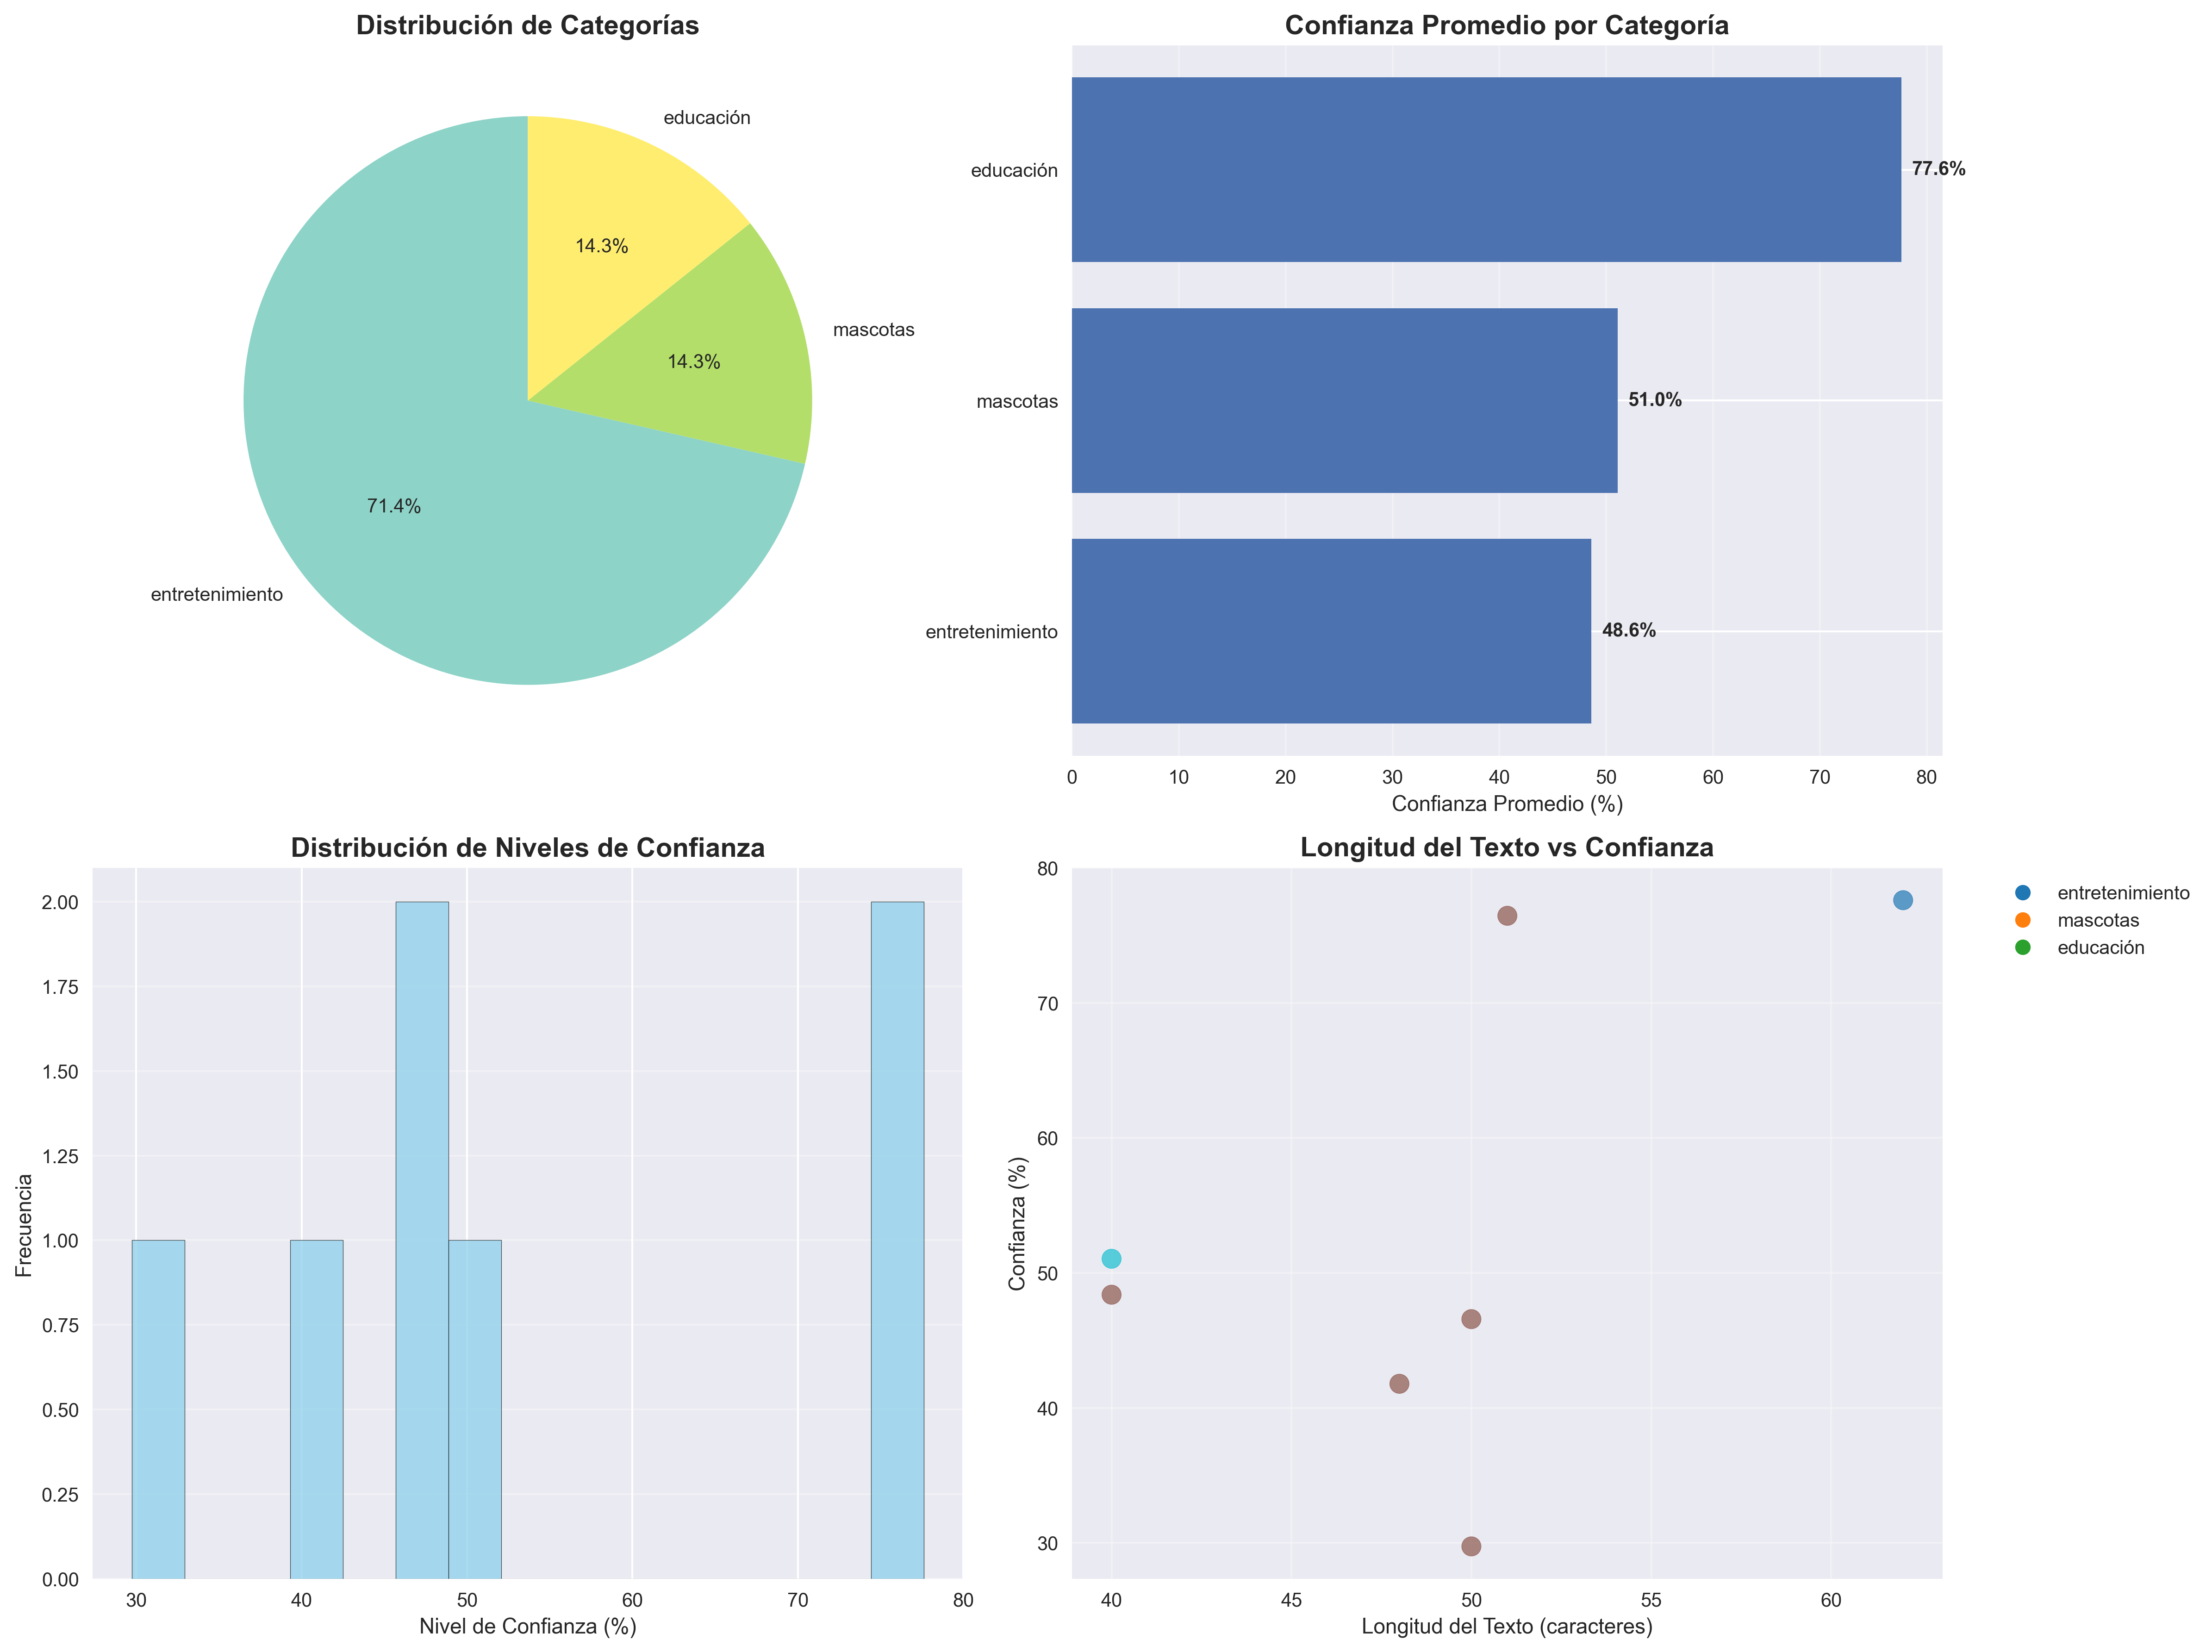 Distribución de Categorías
educación
14.3%
mascotas
14.3%
71.4%
entretenimiento
Confianza Promedio por Categoría
educación
77.6%
mascotas
51.0%
entretenimiento
48.6%
0 10 20 30 40 50 60 70 80
Confianza Promedio (%)
Distribución de Niveles de Confianza
2.00
1.75
1.50
1.25
1.00
0.75
0.50
0.25
0.00
Frecuencia
30 40 50 60 70 80
Nivel de Confianza (%)
Longitud del Texto vs Confianza
80
70
60
50
40
30
Confianza (%)
40 45 50 55 60
Longitud del Texto (caracteres)
entretenimiento
mascotas
educación